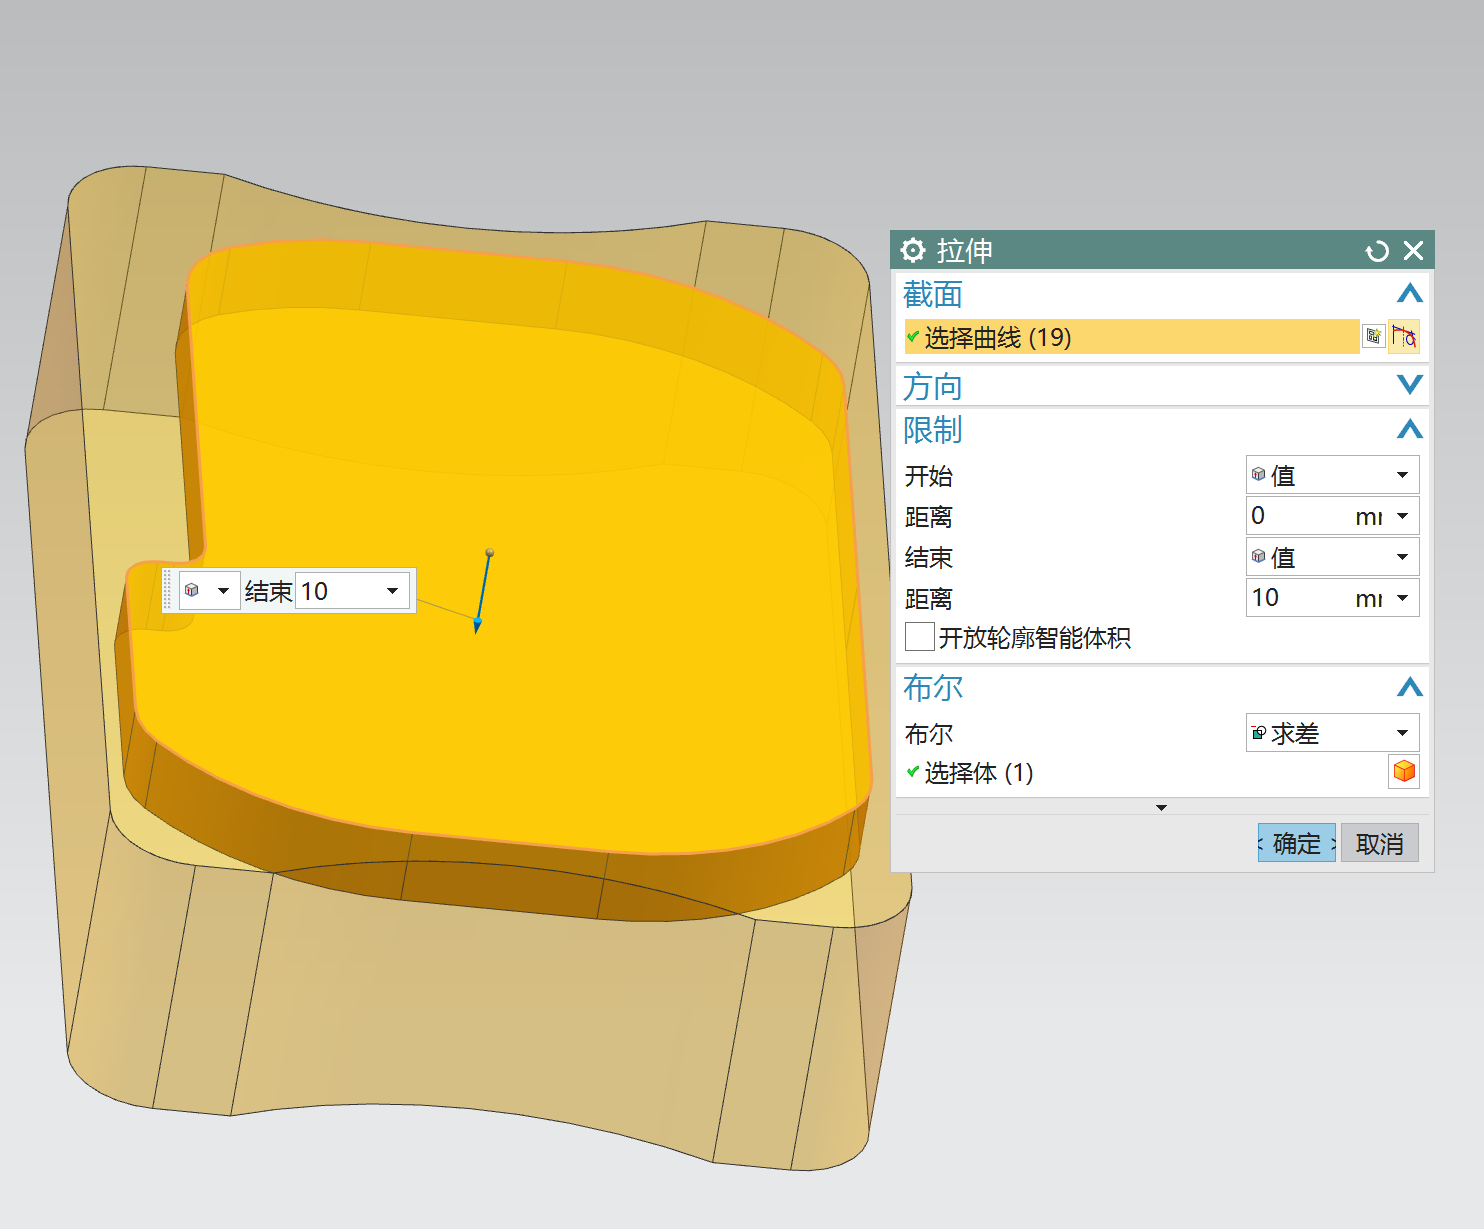 拉伸
截面
选择曲线 (19)
方向
限制
开始
值
距离
0
mm
结束
值
距离
10
mm
开放轮廓智能体积
布尔
布尔
求差
选择体 (1)
< 确定 >
取消
结束 10